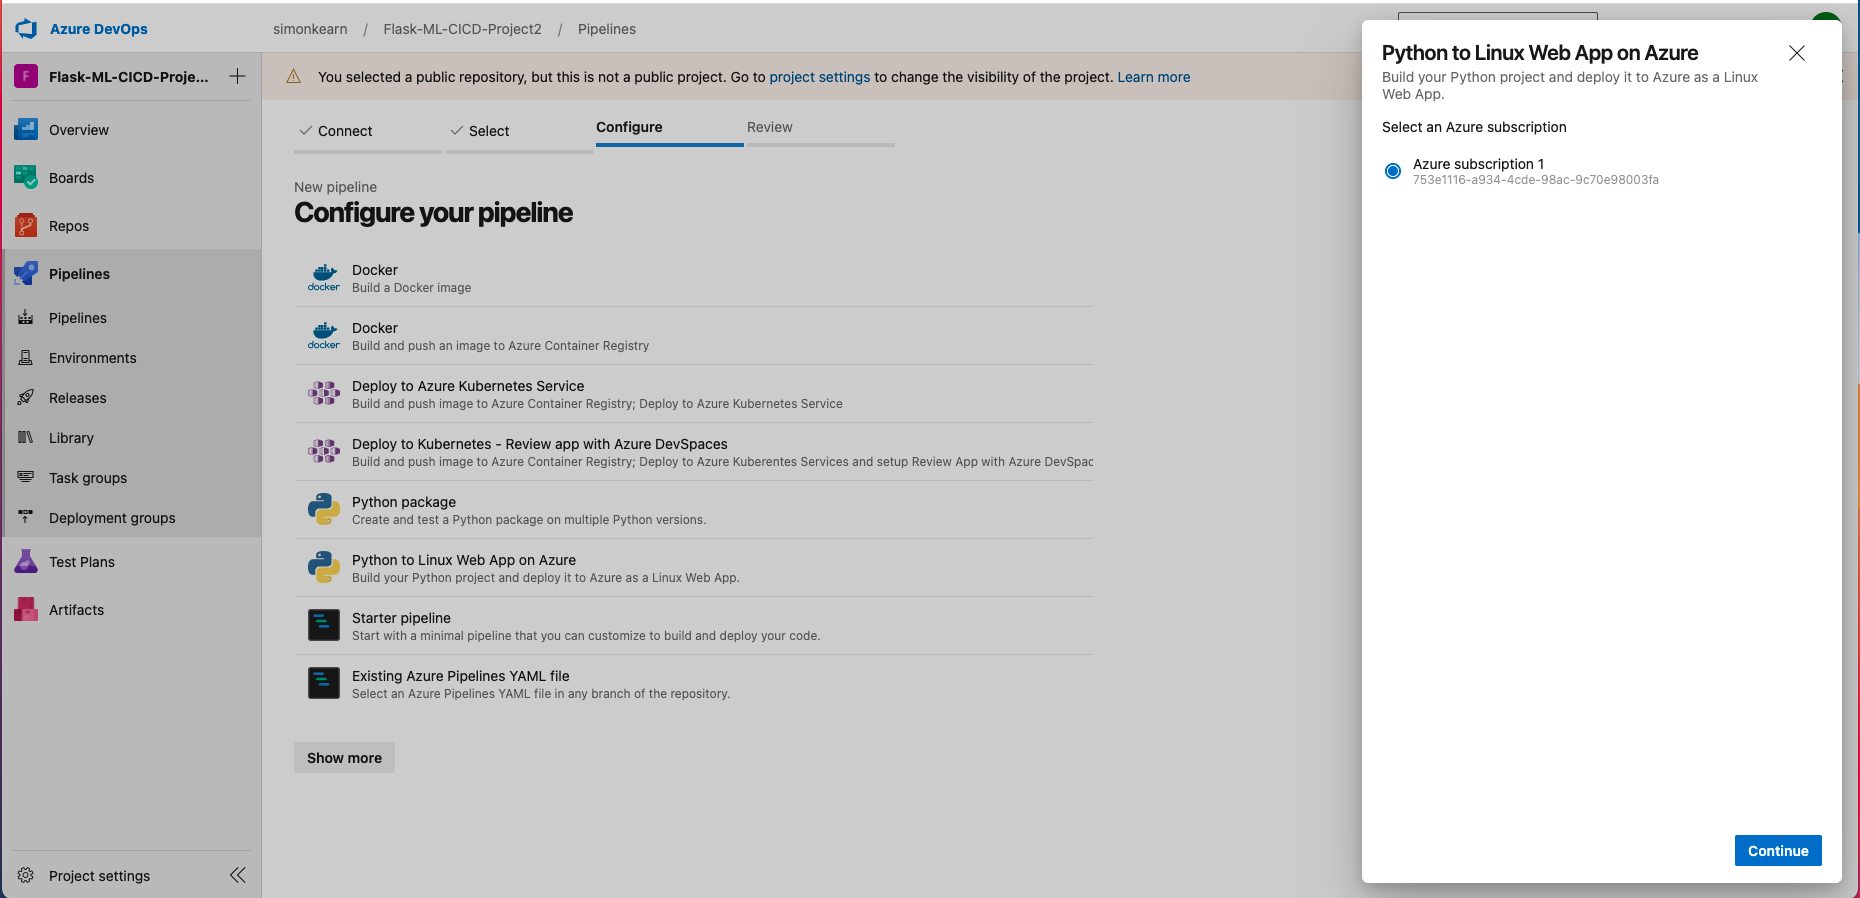 Azure DevOps
simonkearn / Flask-ML-CICD-Project2 / Pipelines
F Flask-ML-CICD-Proje...
Overview
Boards
Repos
Pipelines
Pipelines
Environments
Releases
Library
Task groups
Deployment groups
Test Plans
Artifacts
Project settings
You selected a public repository, but this is not a public project. Go to project settings to change the visibility of the project. Learn more
Connect Select Configure Review
New pipeline
Configure your pipeline
docker
Docker
Build a Docker image
docker
Docker
Build and push an image to Azure Container Registry
Deploy to Azure Kubernetes Service
Build and push image to Azure Container Registry; Deploy to Azure Kubernetes Service
Deploy to Kubernetes - Review app with Azure DevSpaces
Build and push image to Azure Container Registry; Deploy to Azure Kuberentes Services and setup Review App with Azure DevSpac
Python package
Create and test a Python package on multiple Python versions.
Python to Linux Web App on Azure
Build your Python project and deploy it to Azure as a Linux Web App.
Starter pipeline
Start with a minimal pipeline that you can customize to build and deploy your code.
Existing Azure Pipelines YAML file
Select an Azure Pipelines YAML file in any branch of the repository.
Show more
Python to Linux Web App on Azure
Build your Python project and deploy it to Azure as a Linux
Web App.
Select an Azure subscription
Azure subscription 1
753e1116-a934-4cde-98ac-9c70e98003fa
Continue